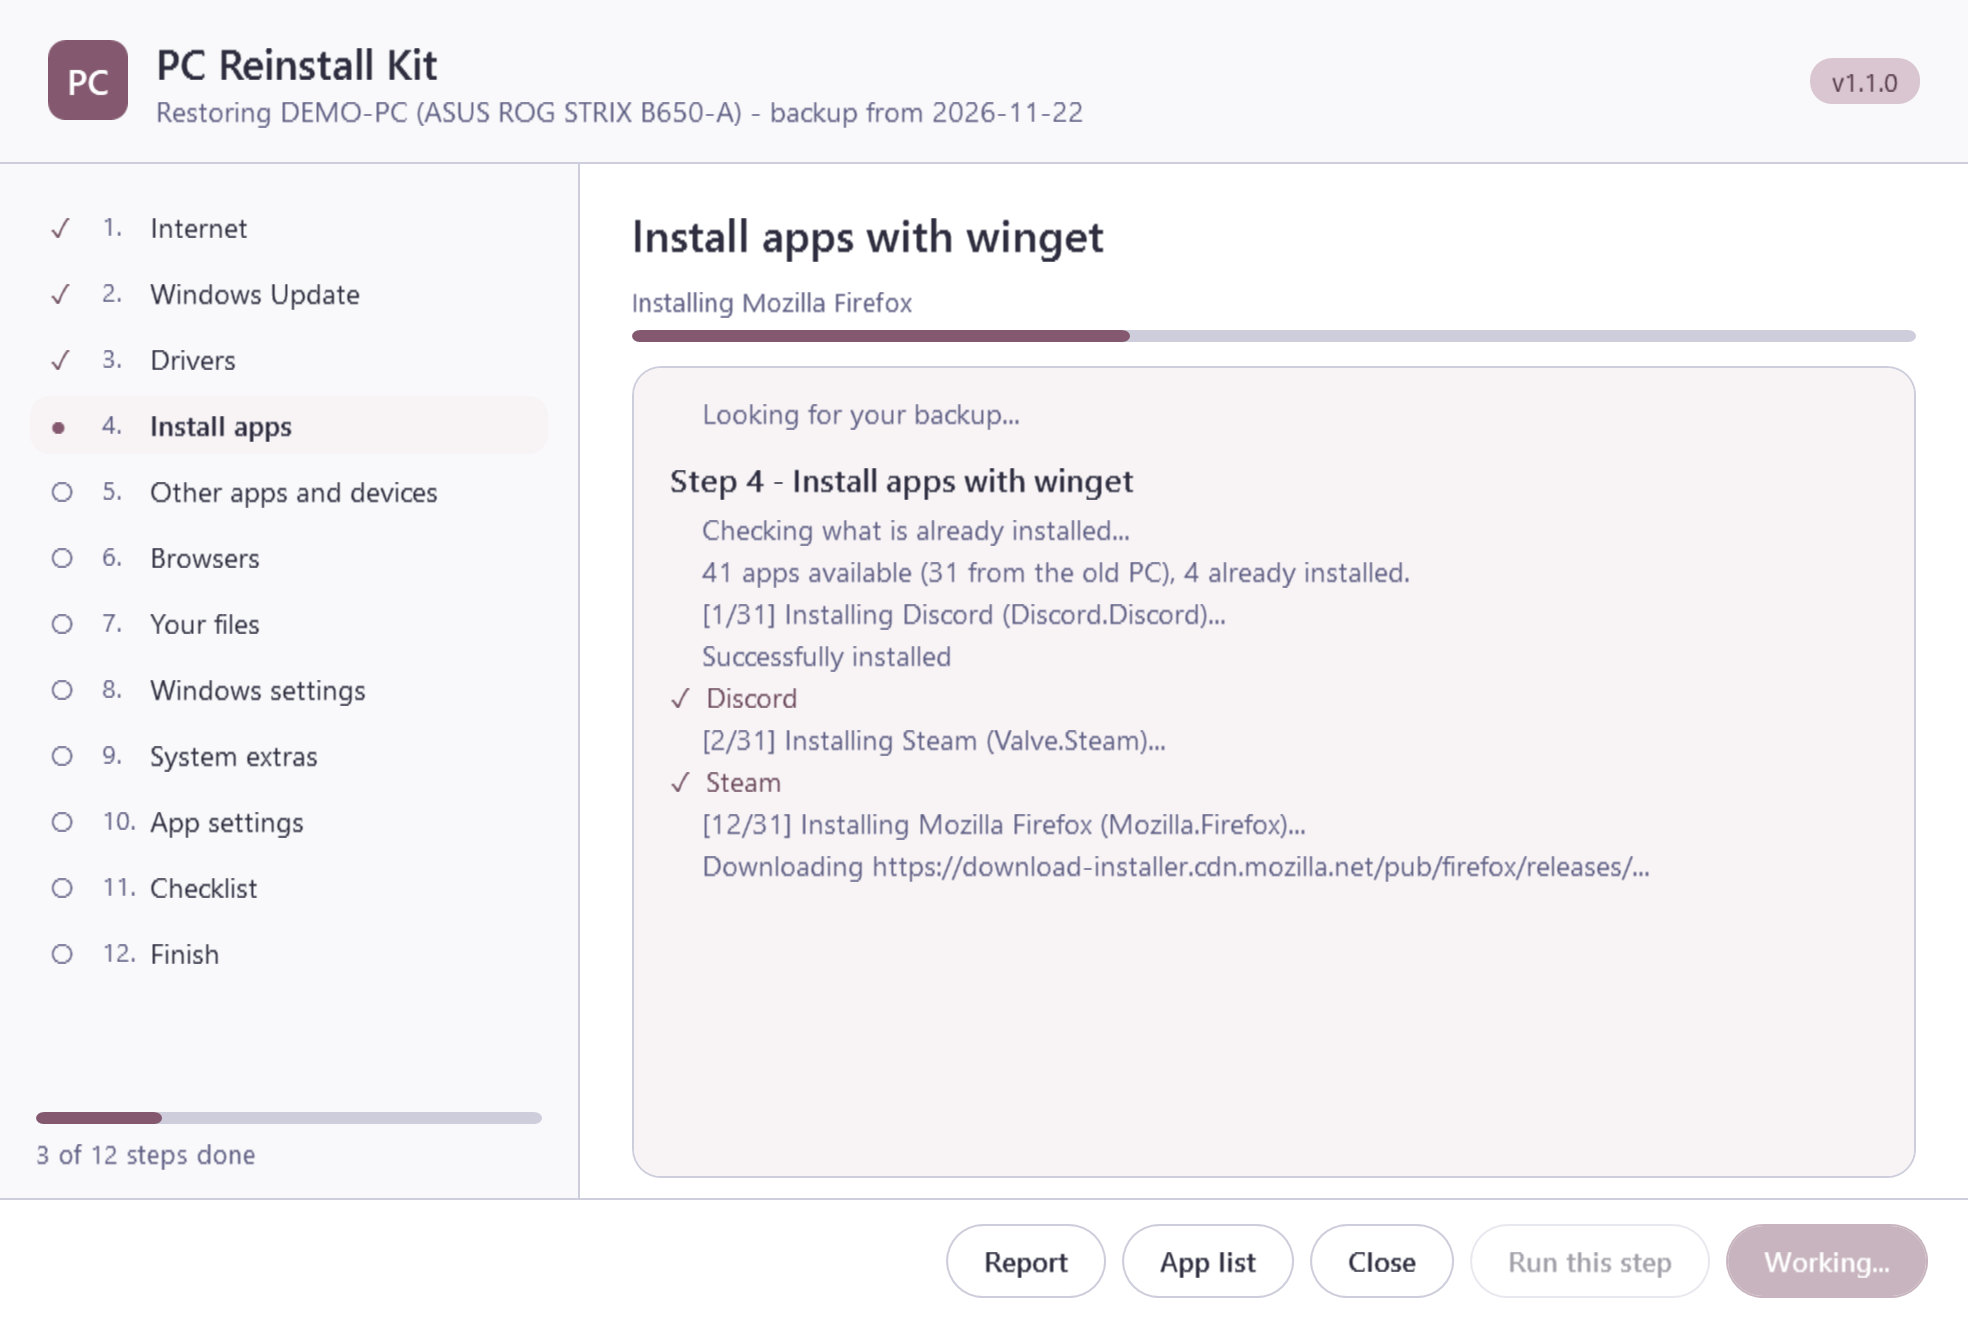 PC
PC Reinstall Kit
Restoring DEMO-PC (ASUS ROG STRIX B650-A) - backup from 2026-11-22
v1.1.0
✓ 1. Internet
✓ 2. Windows Update
✓ 3. Drivers
4. Install apps
5. Other apps and devices
6. Browsers
7. Your files
8. Windows settings
9. System extras
10. App settings
11. Checklist
12. Finish
3 of 12 steps done
Install apps with winget
Installing Mozilla Firefox
Looking for your backup...
Step 4 - Install apps with winget
Checking what is already installed...
41 apps available (31 from the old PC), 4 already installed.
[1/31] Installing Discord (Discord.Discord)...
Successfully installed
✓ Discord
[2/31] Installing Steam (Valve.Steam)...
✓ Steam
[12/31] Installing Mozilla Firefox (Mozilla.Firefox)...
Downloading https://download-installer.cdn.mozilla.net/pub/firefox/releases/...
Report
App list
Close
Run this step
Working...